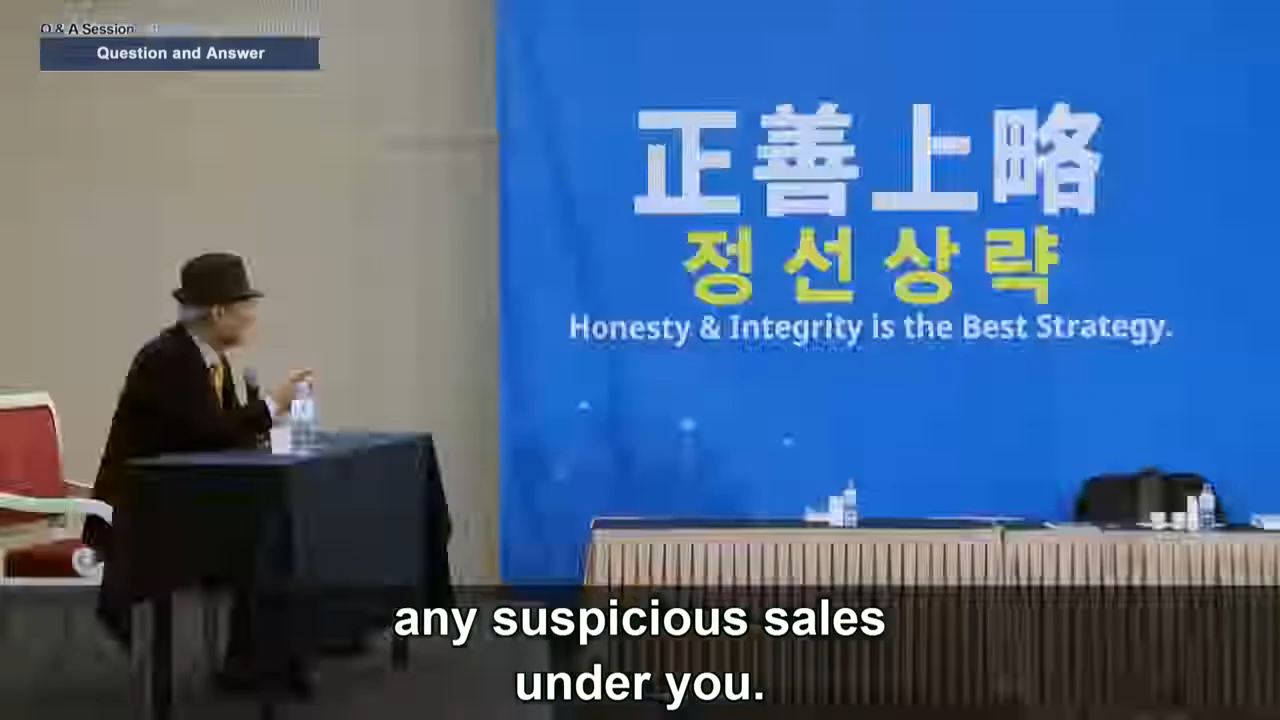 Q & A Session
Question and Answer
正善上略
정선상략
Honesty & Integrity is the Best Strategy.
any suspicious sales
under you.